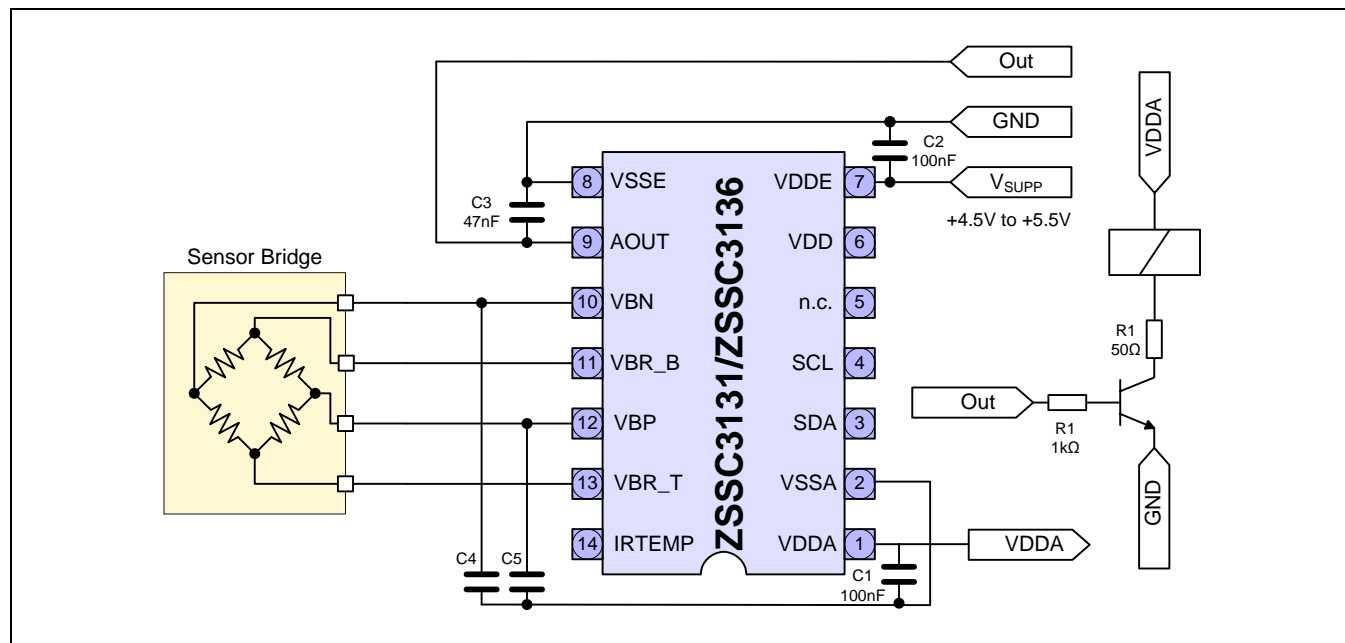 Out
GND
C2
100nF
V_SUPP
+4.5V to +5.5V
VDDA
C3
47nF
Sensor Bridge
ZSSC3131/ZSSC3136
8 VSSE
9 AOUT
10 VBN
11 VBR_B
12 VBP
13 VBR_T
14 IRTEMP
VDDE 7
VDD 6
n.c. 5
SCL 4
SDA 3
VSSA 2
VDDA 1
C4
C5
C1
100nF
VDDA
R1
50Ω
Out
R1
1kΩ
GND